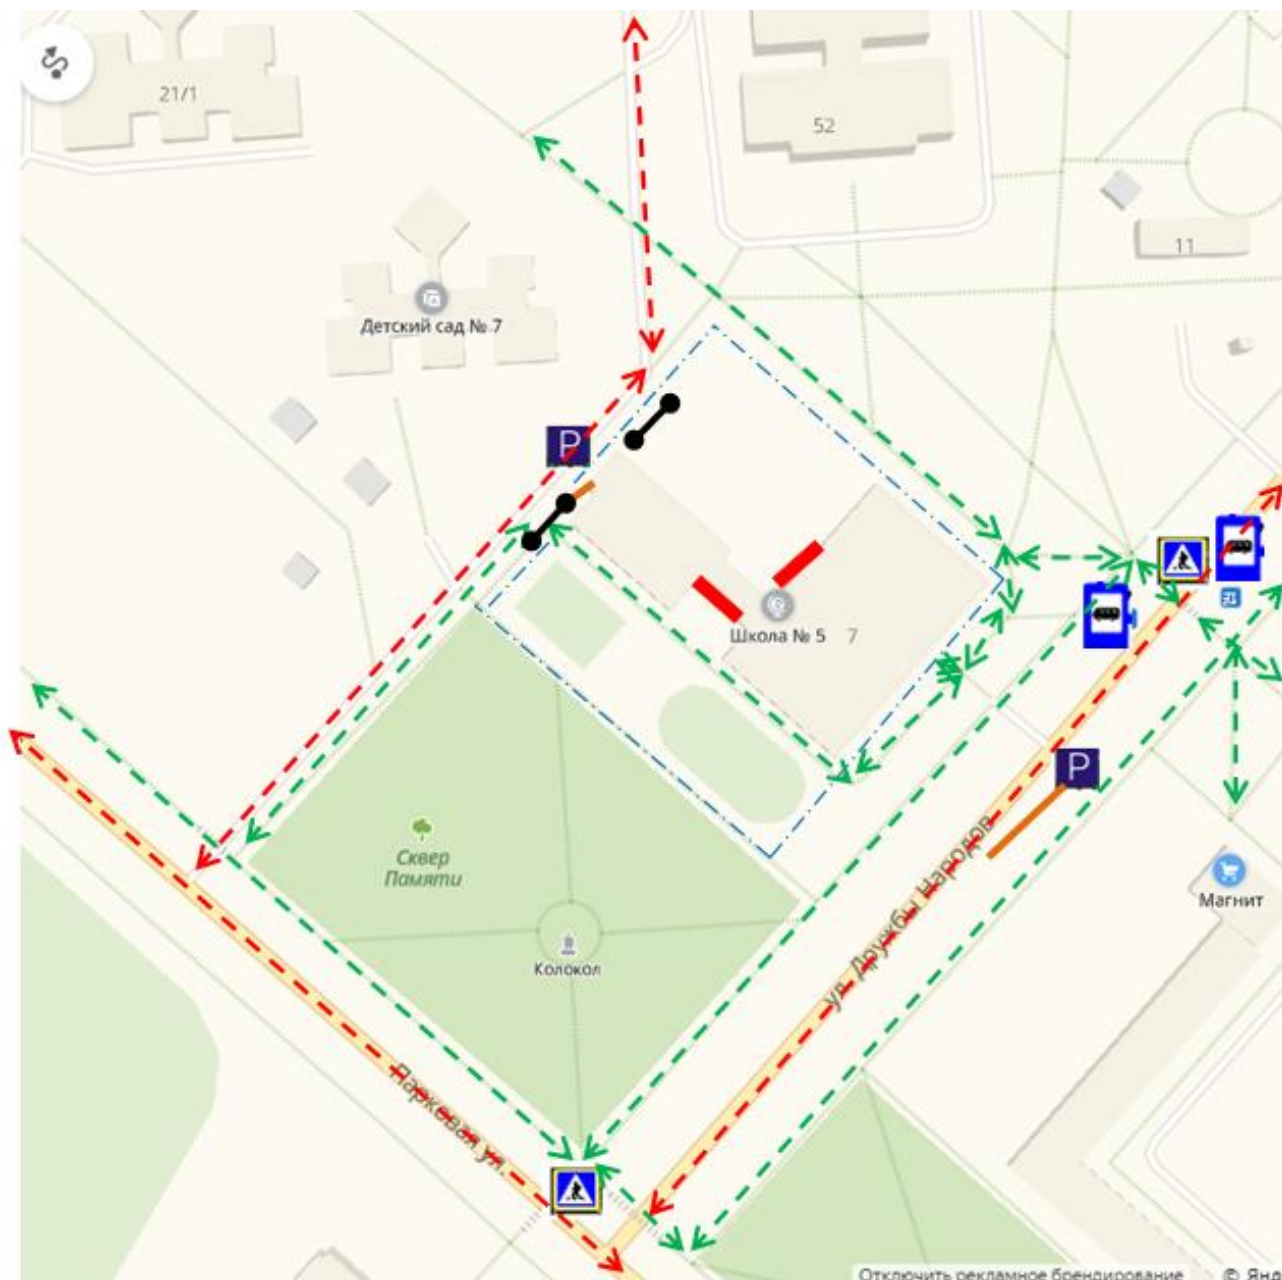 21/1
52
11
Детский сад № 7
P
Школа № 5 7
P
Магнит
Сквер
Памяти
ул. Дружбы Народов
Колокол
Парковая ул.
Отключить рекламное брендирование © Янд